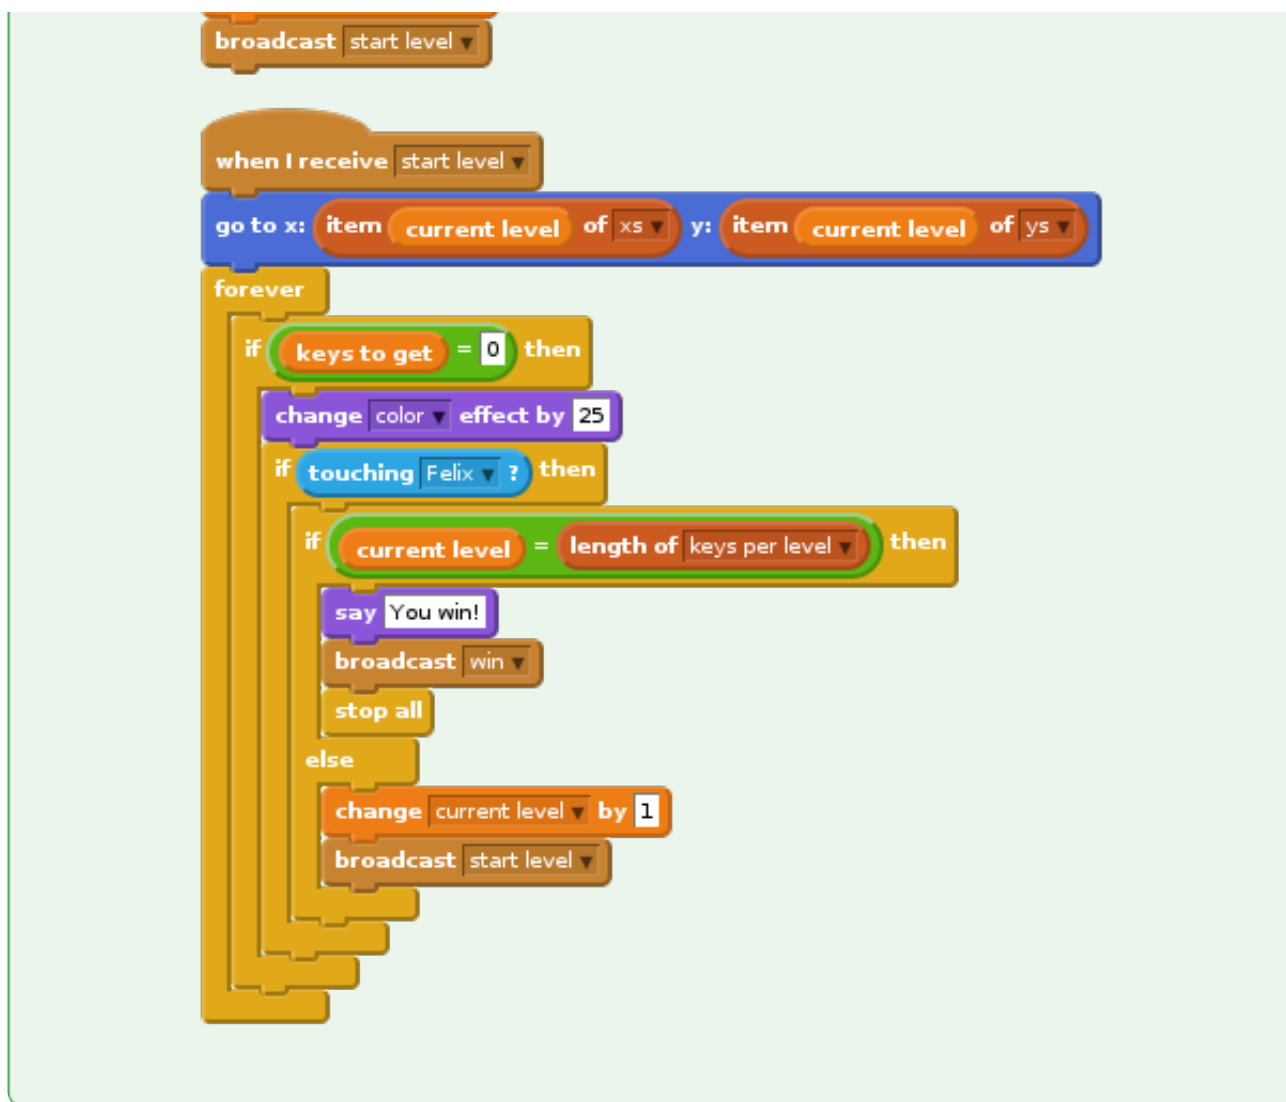 broadcast start level
when I receive start level
go to x: item current level of xs y: item current level of ys
forever
if keys to get = 0 then
change color effect by 25
if touching Felix ? then
if current level = length of keys per level then
say You win!
broadcast win
stop all
else
change current level by 1
broadcast start level